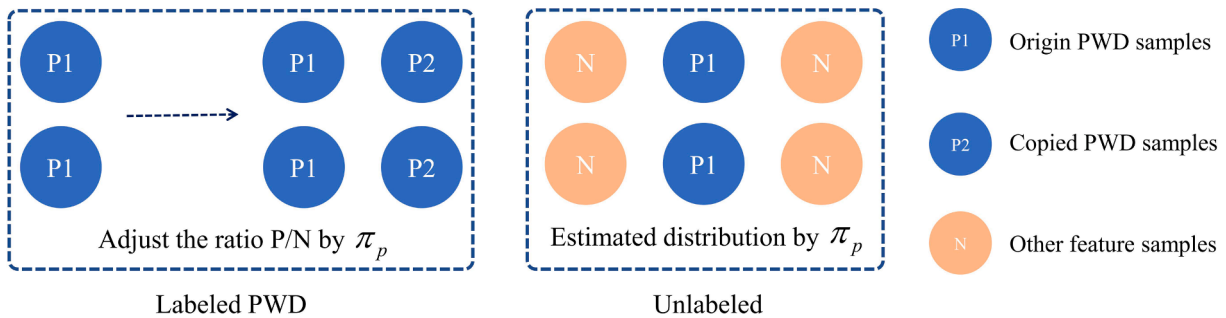 P1 P1 P2 N P1 N P1 Origin PWD samples
P1 P1 P2 N P1 N P2 Copied PWD samples
Adjust the ratio P/N by π_p Estimated distribution by π_p N Other feature samples
Labeled PWD Unlabeled